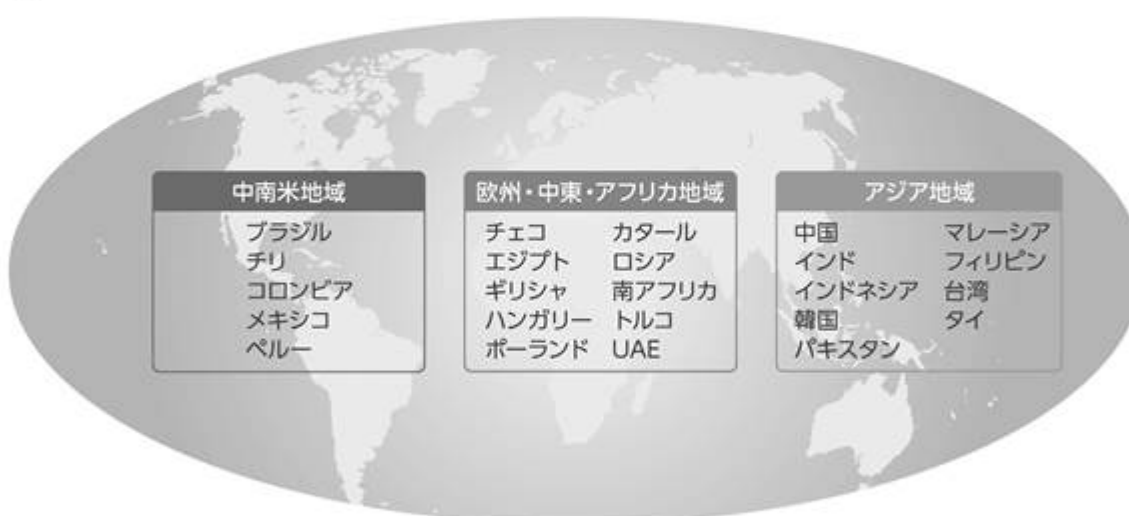 中南米地域
ブラジル
チリ
コロンビア
メキシコ
ペルー
欧州・中東・アフリカ地域
チェコ
エジプト
ギリシャ
ハンガリー
ポーランド
カタール
ロシア
南アフリカ
トルコ
UAE
アジア地域
中国
インド
インドネシア
韓国
パキスタン
マレーシア
フィリピン
台湾
タイ